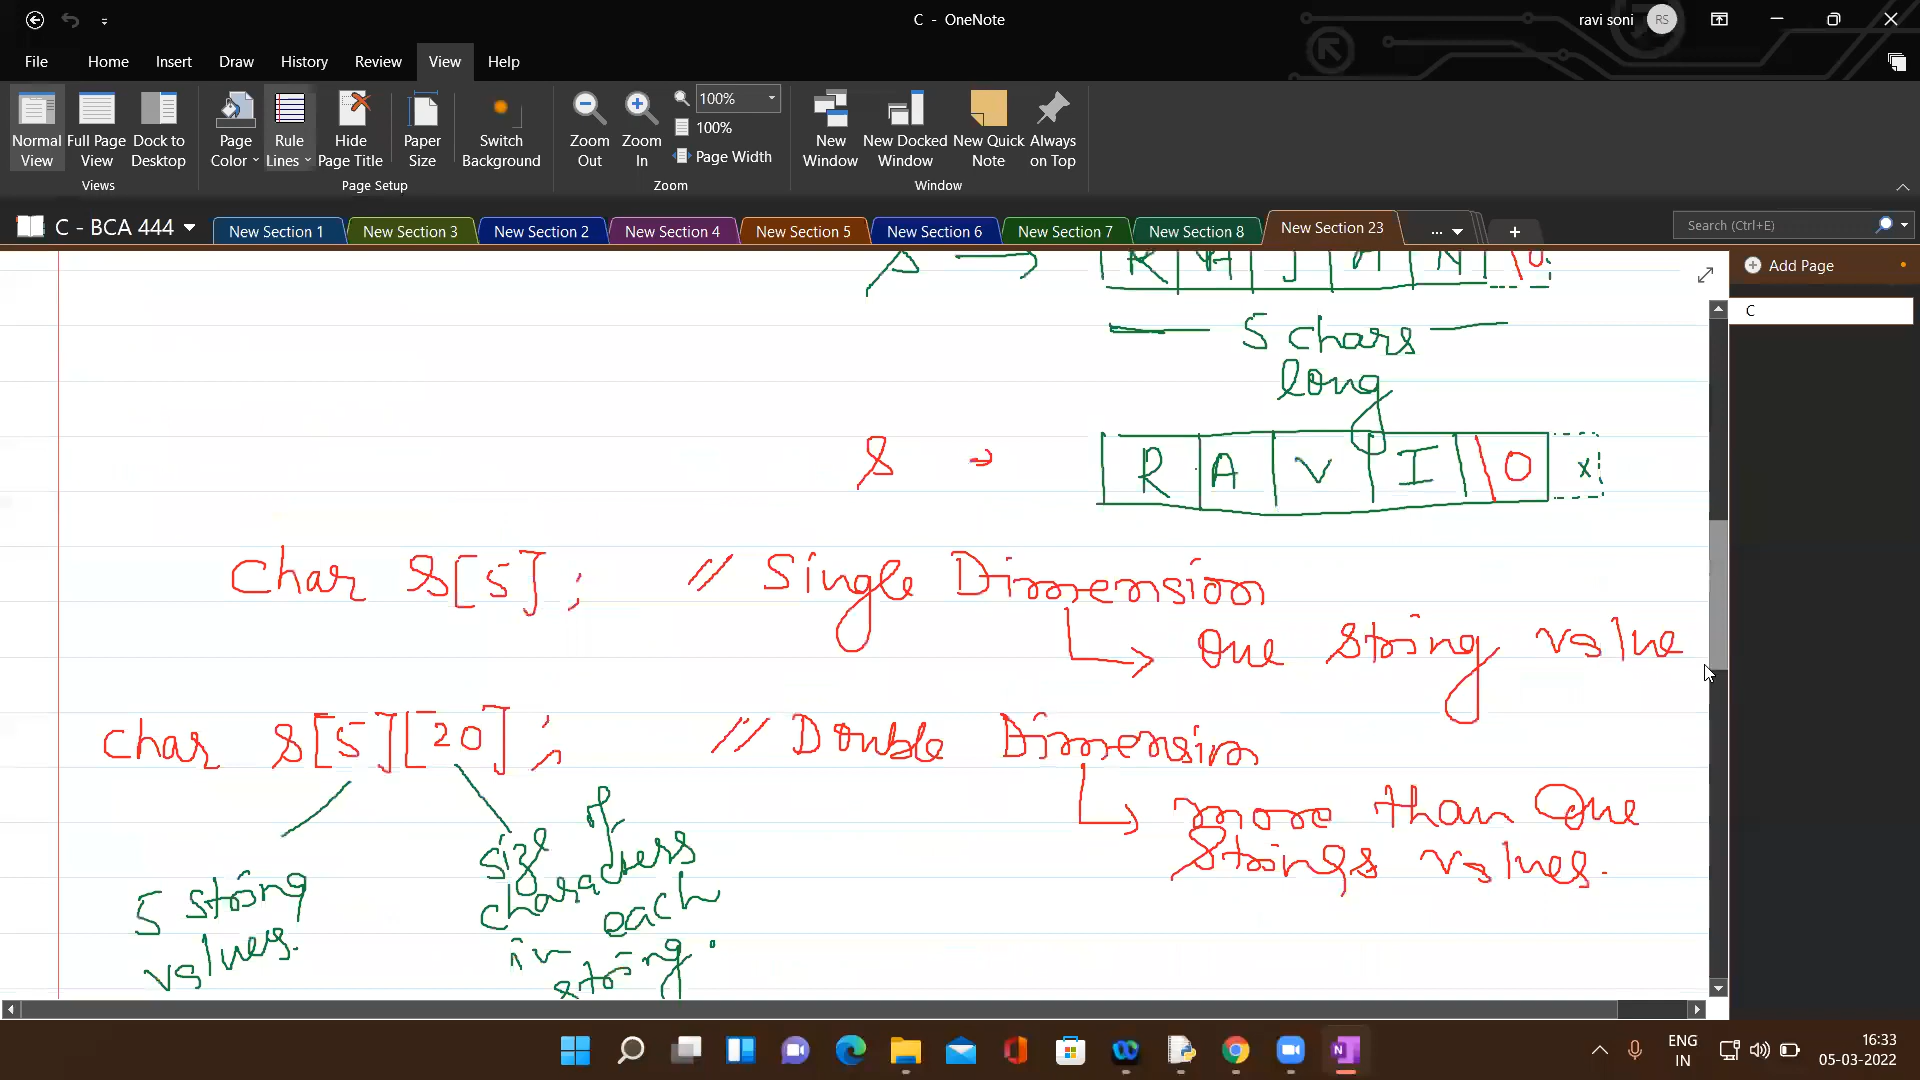 C - OneNote
ravi soni
RS
File Home Insert Draw History Review View Help
Normal View
Full Page View
Dock to Desktop
Views
Page Color
Rule Lines
Hide Page Title
Paper Size
Page Setup
Switch Background
Zoom Out
Zoom In
100%
100%
Page Width
Zoom
New Window
New Docked Window
New Quick Note
Always on Top
Window
C - BCA 444
New Section 1 New Section 3 New Section 2 New Section 4 New Section 5 New Section 6 New Section 7 New Section 8 New Section 23 ...
Search (Ctrl+E)
Add Page
C
S → R A J A N \0
5 chars
long
S → R A V I \0 x
Char S[5]; // Single Dimension
One string value
Char S[5][20]; // Double Dimension
more than One
Strings values.
5 string
values.
size of
characters
in each
string.
ENG
IN
16:33
05-03-2022